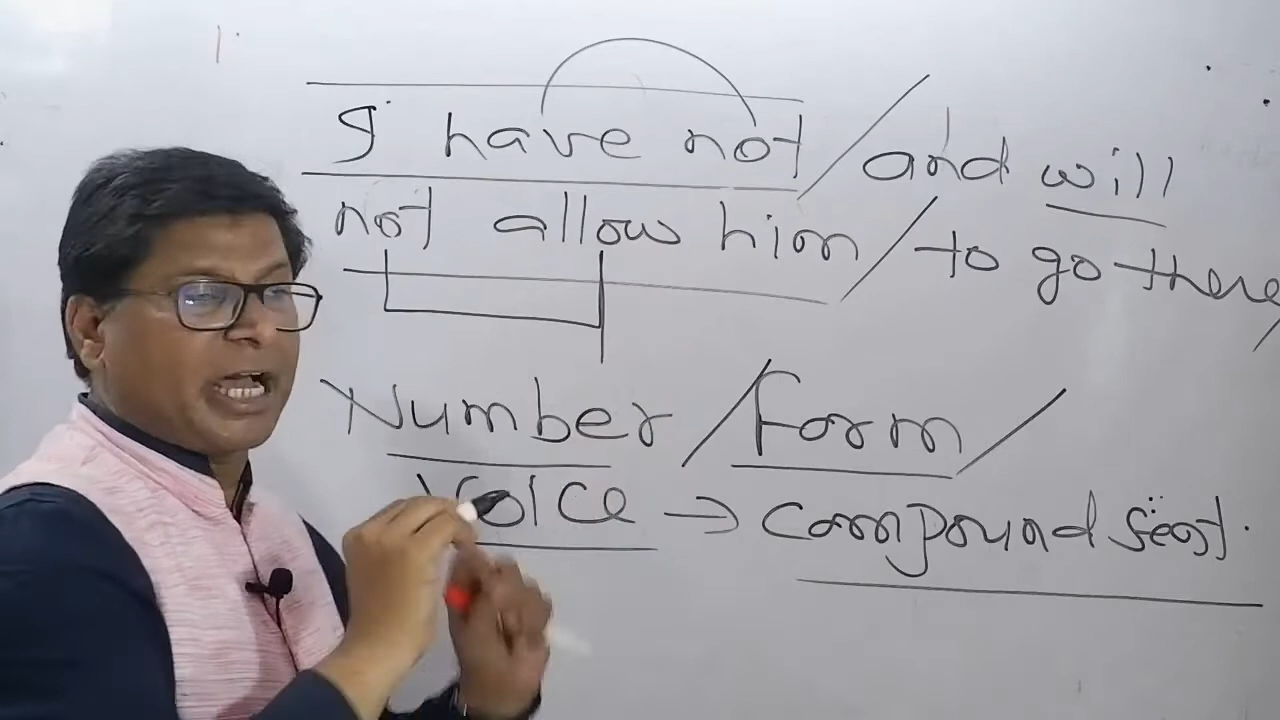 I have not / and will
not allow him / to go there /
Number / Form /
Voice → Compound Sent.